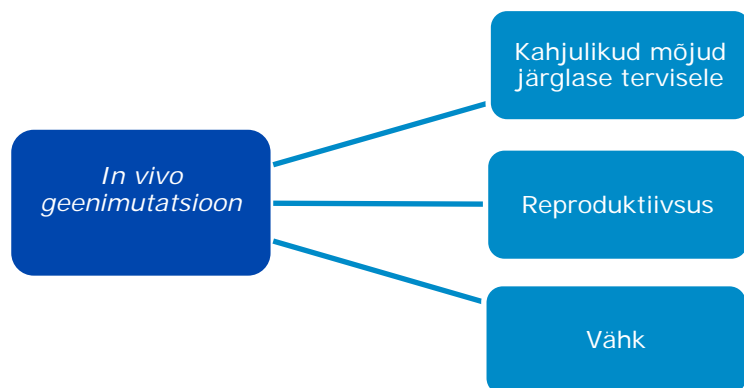 In vivo
geenimutatsioon
Kahjulikud mõjud
järglase tervisele
Reproduktiivsus
Vähk